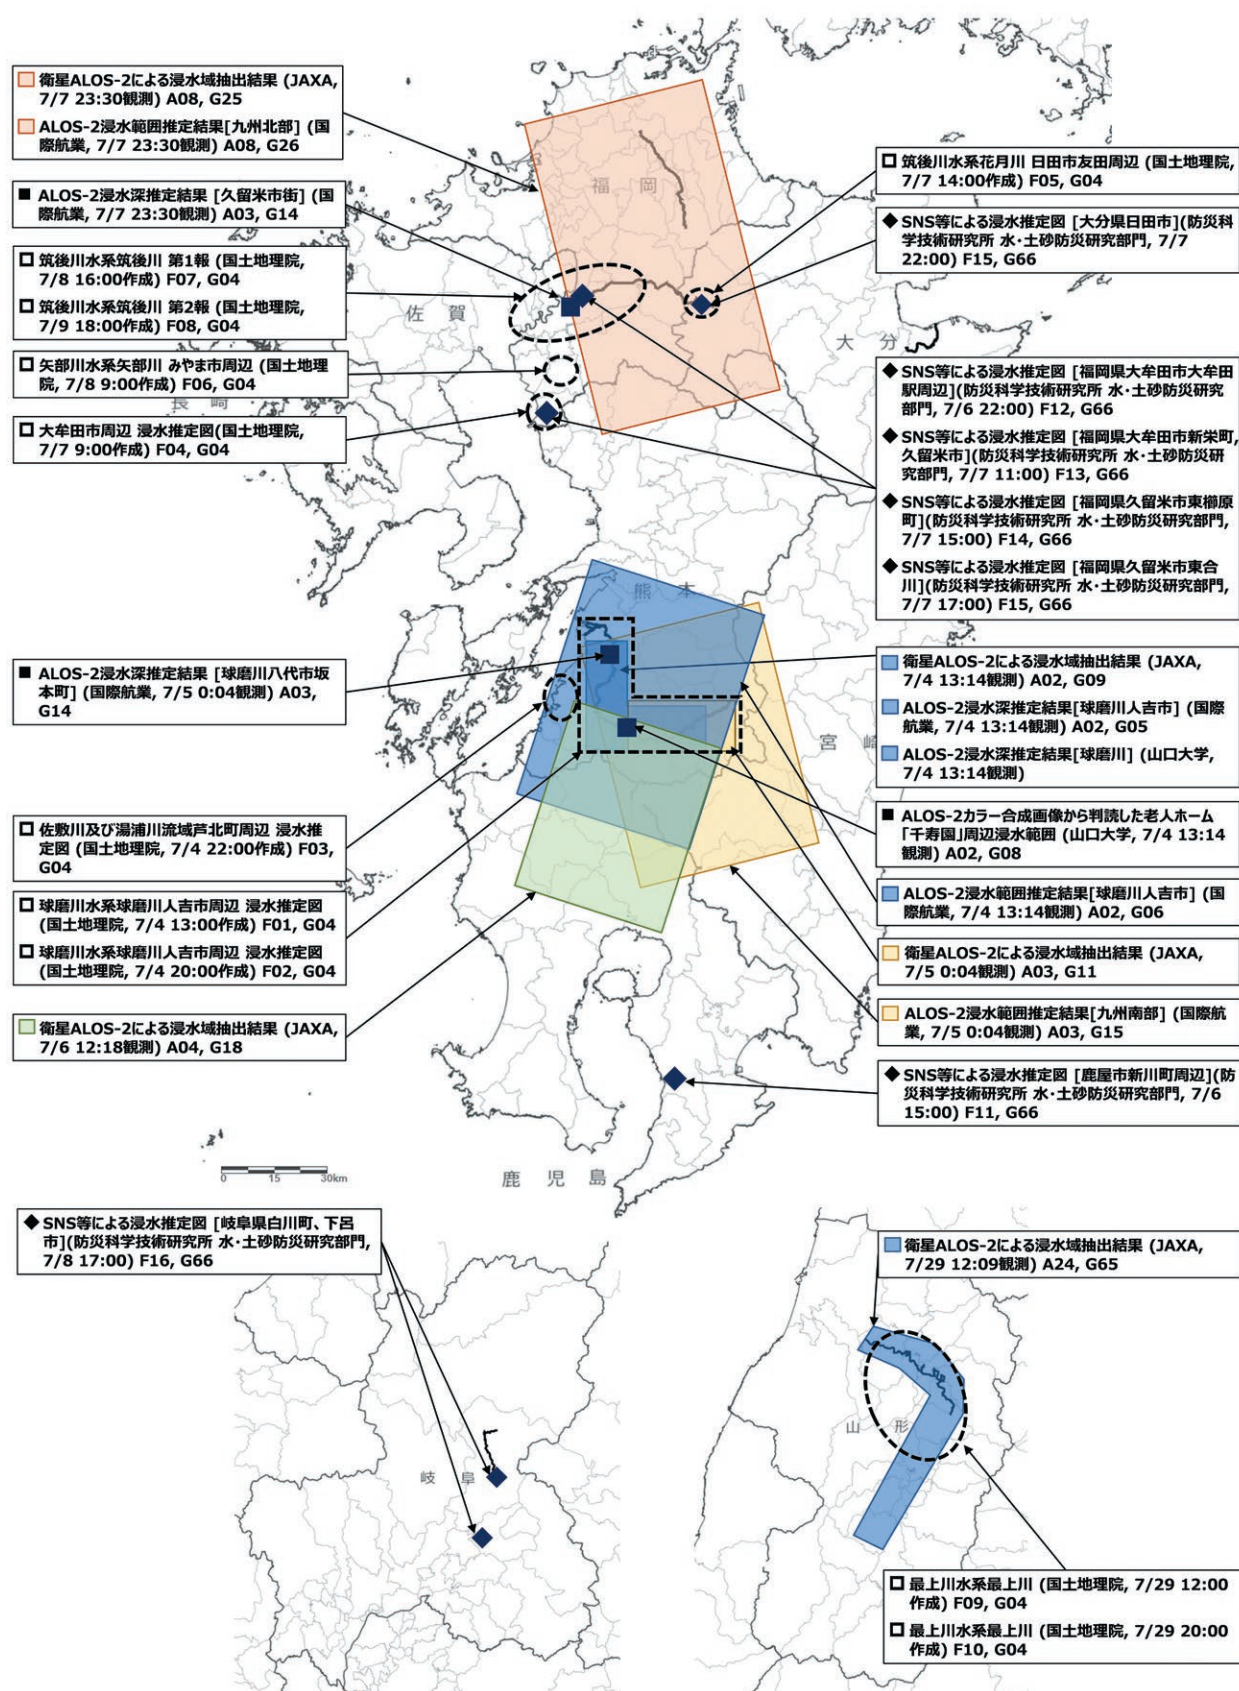 ■ 衛星ALOS-2による浸水域抽出結果 (JAXA,
7/7 23:30観測) A08, G25
■ ALOS-2浸水範囲推定結果[九州北部] (国
際航業, 7/7 23:30観測) A08, G26
■ ALOS-2浸水深推定結果 [久留米市街] (国
際航業, 7/7 23:30観測) A03, G14
□ 筑後川水系筑後川 第1報 (国土地理院,
7/8 16:00作成) F07, G04
□ 筑後川水系筑後川 第2報 (国土地理院,
7/9 18:00作成) F08, G04
□ 矢部川水系矢部川 みやま市周辺 (国土地理
院, 7/8 9:00作成) F06, G04
□ 大牟田市周辺 浸水推定図(国土地理院,
7/7 9:00作成) F04, G04
福岡
佐賀
長崎
大分
熊本
宮崎
鹿児島
□ 筑後川水系花月川 日田市友田周辺 (国土地理院,
7/7 14:00作成) F05, G04
◆ SNS等による浸水推定図 [大分県日田市](防災科
学技術研究所 水・土砂防災研究部門, 7/7
22:00) F15, G66
◆ SNS等による浸水推定図 [福岡県大牟田市大牟田
駅周辺](防災科学技術研究所 水・土砂防災研究
部門, 7/6 22:00) F12, G66
◆ SNS等による浸水推定図 [福岡県大牟田市新栄町,
久留米市](防災科学技術研究所 水・土砂防災研
究部門, 7/7 11:00) F13, G66
◆ SNS等による浸水推定図 [福岡県久留米市東櫛原
町](防災科学技術研究所 水・土砂防災研究部門,
7/7 15:00) F14, G66
◆ SNS等による浸水推定図 [福岡県久留米市東合
川](防災科学技術研究所 水・土砂防災研究部門,
7/7 17:00) F15, G66
■ ALOS-2浸水深推定結果 [球磨川八代市坂
本町] (国際航業, 7/5 0:04観測) A03,
G14
□ 佐敷川及び湯浦川流域芦北町周辺 浸水推
定図 (国土地理院, 7/4 22:00作成) F03,
G04
□ 球磨川水系球磨川人吉市周辺 浸水推定図
(国土地理院, 7/4 13:00作成) F01, G04
□ 球磨川水系球磨川人吉市周辺 浸水推定図
(国土地理院, 7/4 20:00作成) F02, G04
■ 衛星ALOS-2による浸水域抽出結果 (JAXA,
7/6 12:18観測) A04, G18
■ 衛星ALOS-2による浸水域抽出結果 (JAXA,
7/4 13:14観測) A02, G09
■ ALOS-2浸水深推定結果[球磨川人吉市] (国際
航業, 7/4 13:14観測) A02, G05
■ ALOS-2浸水深推定結果[球磨川] (山口大学,
7/4 13:14観測)
■ ALOS-2カラー合成画像から判読した老人ホーム
「千寿園」周辺浸水範囲 (山口大学, 7/4 13:14
観測) A02, G08
■ ALOS-2浸水範囲推定結果[球磨川人吉市] (国
際航業, 7/4 13:14観測) A02, G06
■ 衛星ALOS-2による浸水域抽出結果 (JAXA,
7/5 0:04観測) A03, G11
■ ALOS-2浸水範囲推定結果[九州南部] (国際航
業, 7/5 0:04観測) A03, G15
◆ SNS等による浸水推定図 [鹿屋市新川町周辺](防
災科学技術研究所 水・土砂防災研究部門, 7/6
15:00) F11, G66
0 15 30km
◆ SNS等による浸水推定図 [岐阜県白川町、下呂
市](防災科学技術研究所 水・土砂防災研究部門,
7/8 17:00) F16, G66
岐阜
■ 衛星ALOS-2による浸水域抽出結果 (JAXA,
7/29 12:09観測) A24, G65
山形
□ 最上川水系最上川 (国土地理院, 7/29 12:00
作成) F09, G04
□ 最上川水系最上川 (国土地理院, 7/29 20:00
作成) F10, G04